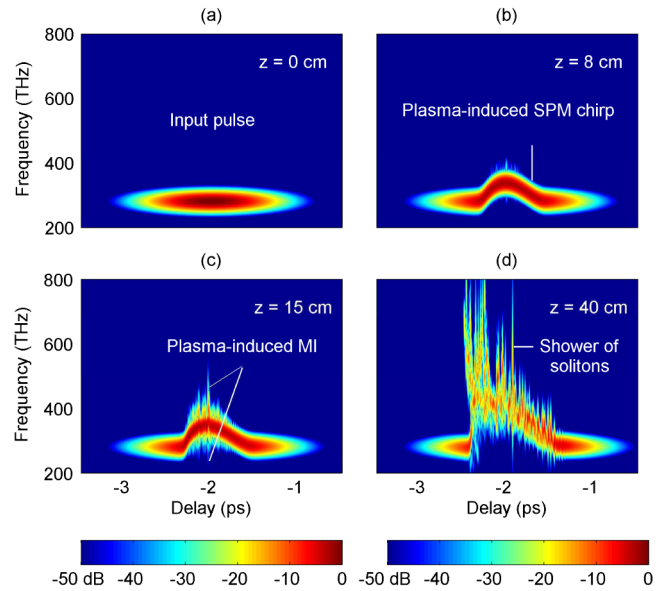 (a)
(b)
800
600
400
200
Frequency (THz)
z = 0 cm
Input pulse
z = 8 cm
Plasma-induced SPM chirp
(c)
(d)
800
600
400
200
Frequency (THz)
z = 15 cm
Plasma-induced MI
z = 40 cm
Shower of
solitons
-3 -2 -1
-3 -2 -1
Delay (ps)
Delay (ps)
-50 dB -40 -30 -20 -10 0
-50 dB -40 -30 -20 -10 0